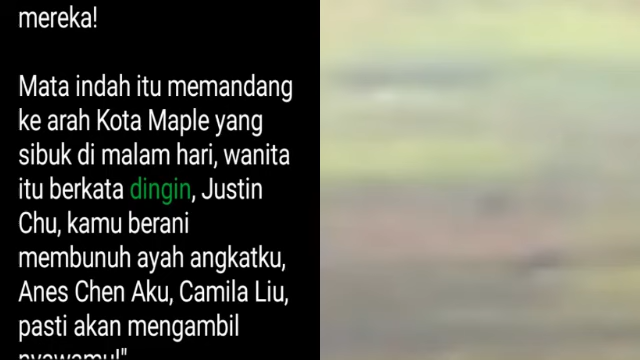 mereka!
Mata indah itu memandang
ke arah Kota Maple yang
sibuk di malam hari, wanita
itu berkata dingin, Justin
Chu, kamu berani
membunuh ayah angkatku,
Anes Chen Aku, Camila Liu,
pasti akan mengambil
nyawamu!"